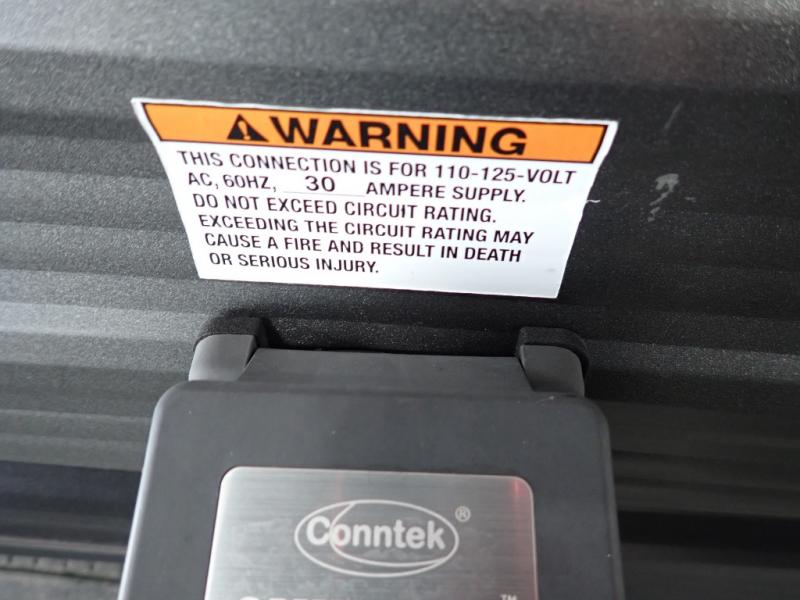 WARNING
THIS CONNECTION IS FOR 110-125-VOLT
AC, 60HZ, 30 AMPERE SUPPLY.
DO NOT EXCEED CIRCUIT RATING.
EXCEEDING THE CIRCUIT RATING MAY
CAUSE A FIRE AND RESULT IN DEATH
OR SERIOUS INJURY.
Conntek®
™